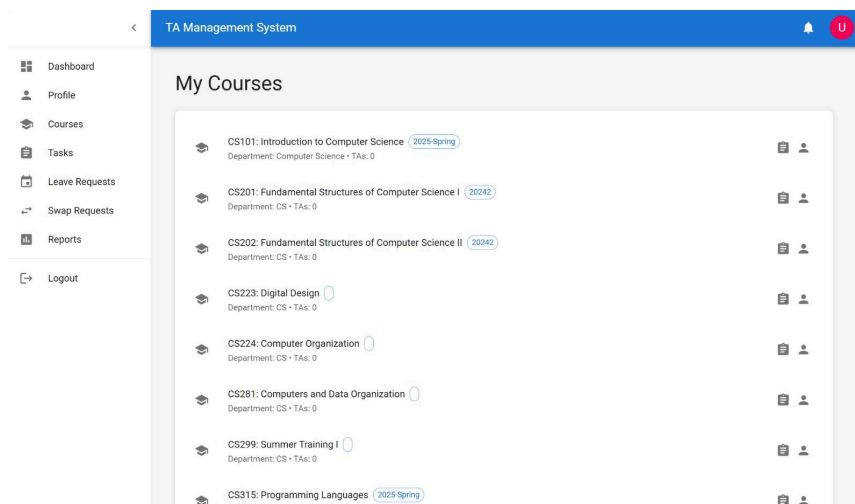 TA Management System
U
Dashboard
Profile
Courses
Tasks
Leave Requests
Swap Requests
Reports
Logout
My Courses
CS101: Introduction to Computer Science 2025-Spring
Department: Computer Science • TAs: 0
CS201: Fundamental Structures of Computer Science I 20242
Department: CS • TAs: 0
CS202: Fundamental Structures of Computer Science II 20242
Department: CS • TAs: 0
CS223: Digital Design
Department: CS • TAs: 0
CS224: Computer Organization
Department: CS • TAs: 0
CS281: Computers and Data Organization
Department: CS • TAs: 0
CS299: Summer Training I
Department: CS • TAs: 0
CS315: Programming Languages 2025-Spring